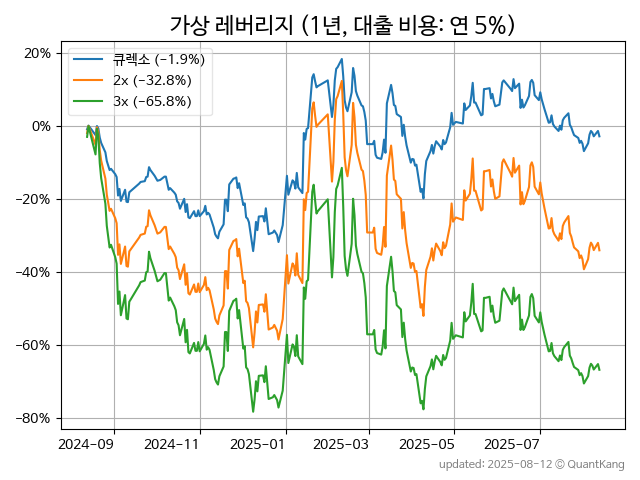 가상 레버리지 (1년, 대출 비용: 연 5%)
큐렉소 (−1.9%)
2x (−32.8%)
3x (−65.8%)
20%
0%
−20%
−40%
−60%
−80%
2024-09 2024-11 2025-01 2025-03 2025-05 2025-07
updated: 2025-08-12 © QuantKang